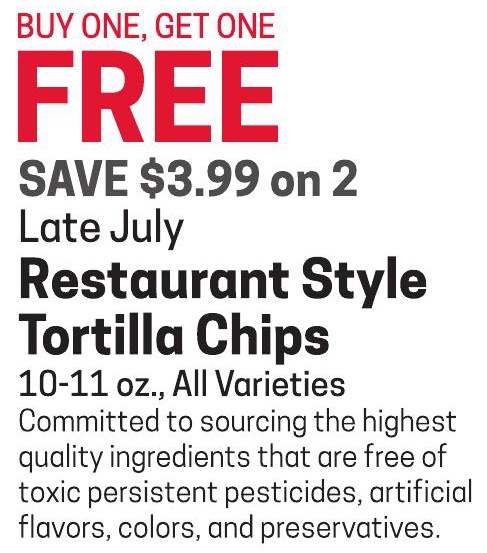 BUY ONE, GET ONE
FREE
SAVE $3.99 on 2
Late July
Restaurant Style
Tortilla Chips
10-11 oz., All Varieties
Committed to sourcing the highest
quality ingredients that are free of
toxic persistent pesticides, artificial
flavors, colors, and preservatives.